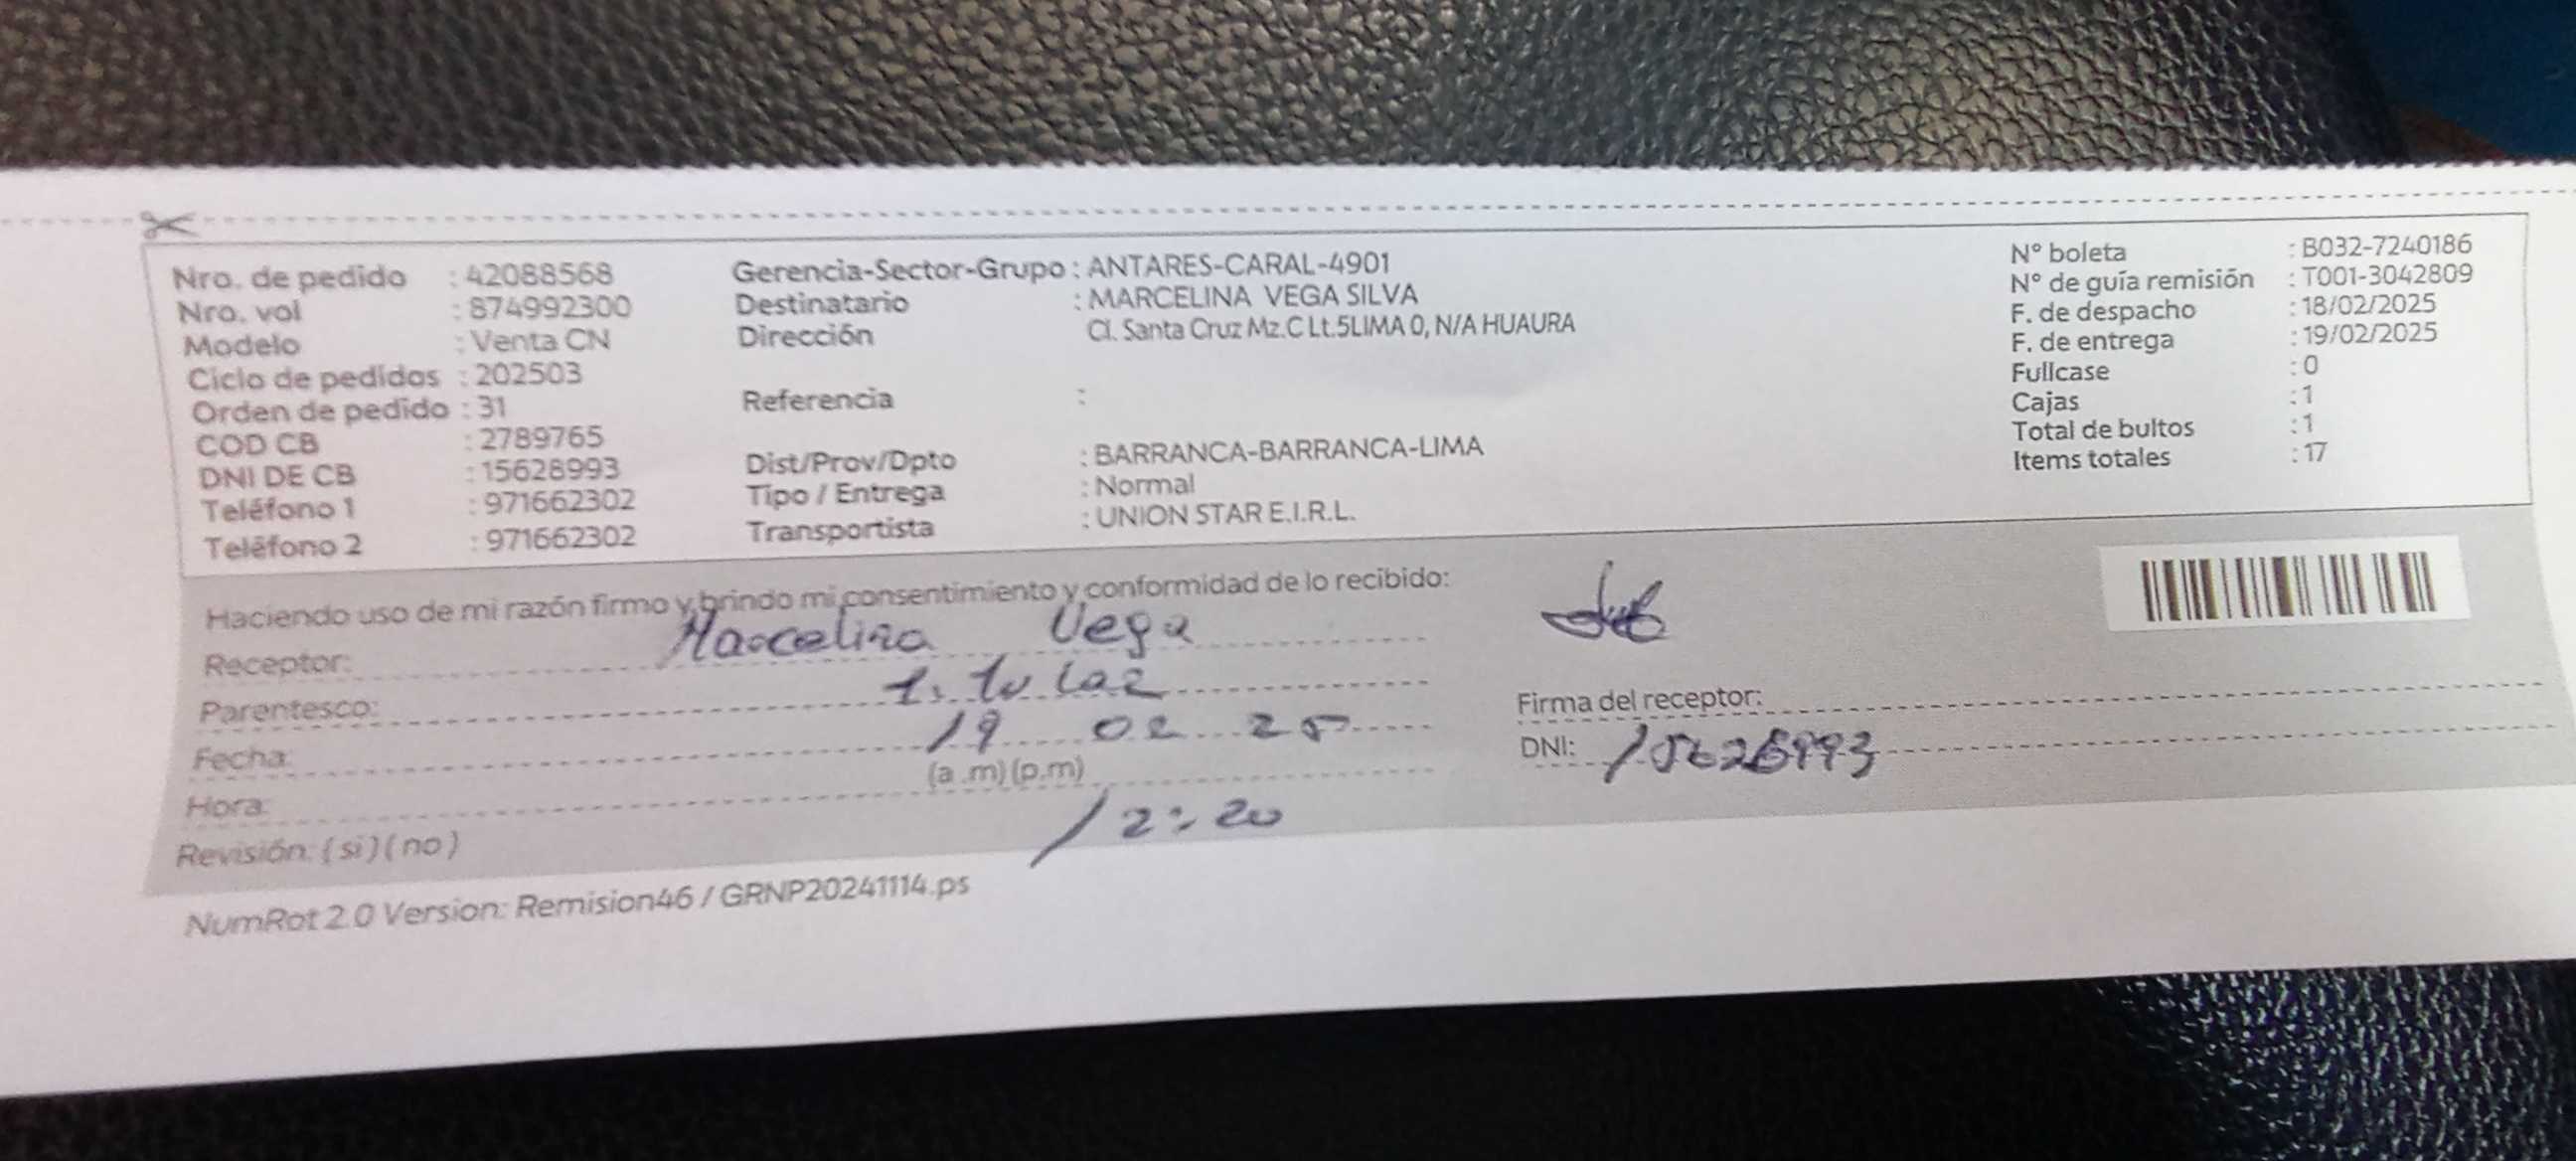 Nro. de pedido : 42088568
Nro. vol : 874992300
Modelo : Venta CN
Ciclo de pedidos : 202503
Orden de pedido : 31
COD CB : 2789765
DNI DE CB : 15628993
Teléfono 1 : 971662302
Teléfono 2 : 971662302
Gerencia-Sector-Grupo : ANTARES-CARAL-4901
Destinatario : MARCELINA VEGA SILVA
Dirección Cl. Santa Cruz Mz.C Lt.5LIMA 0, N/A HUAURA
Referencia :
Dist/Prov/Dpto : BARRANCA-BARRANCA-LIMA
Tipo / Entrega : Normal
Transportista : UNION STAR E.I.R.L.
N° boleta : B032-7240186
N° de guía remisión : T001-3042809
F. de despacho : 18/02/2025
F. de entrega : 19/02/2025
Fullcase : 0
Cajas : 1
Total de bultos : 1
Items totales : 17
Haciendo uso de mi razón firmo y brindo mi consentimiento y conformidad de lo recibido:
Receptor: Marcelina Vega
Parentesco: titular
Fecha: 19 02 25
Hora: (a .m) (p.m) 12:20
Revisión: ( si ) ( no )
Firma del receptor:
DNI: 15628993
NumRot 2.0 Version: Remision46 / GRNP20241114.ps